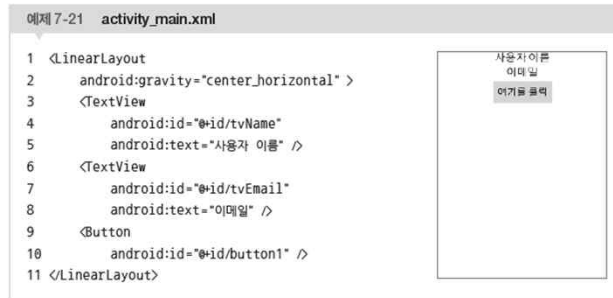 예제 7-21 activity_main.xml
1 <LinearLayout
2 android:gravity="center_horizontal" >
3 <TextView
4 android:id="@+id/tvName"
5 android:text="사용자 이름" />
6 <TextView
7 android:id="@+id/tvEmail"
8 android:text="이메일" />
9 <Button
10 android:id="@+id/button1" />
11 </LinearLayout>
사용자 이름
이메일
여기를 클릭